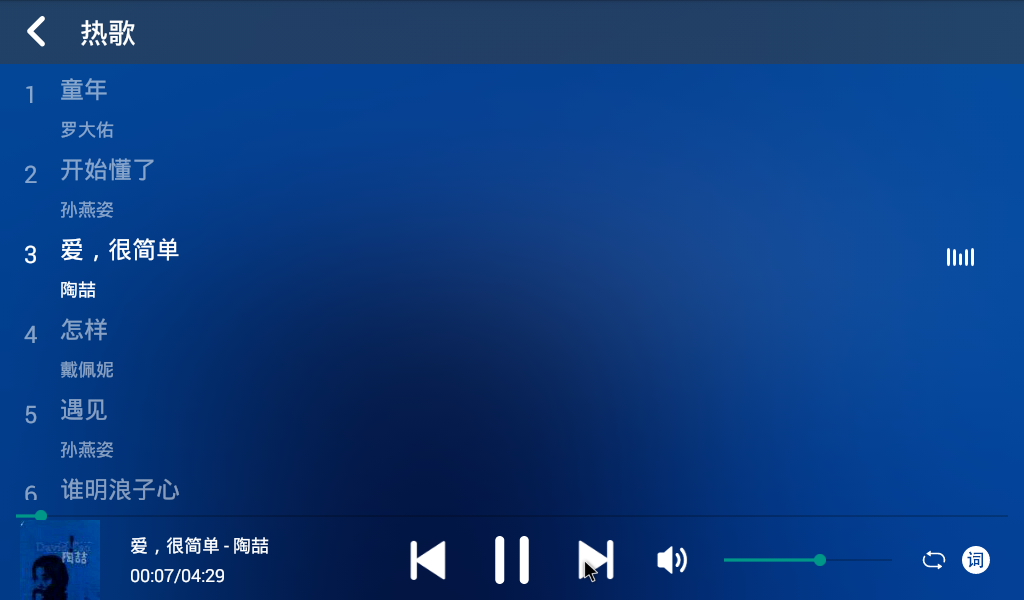 热歌
1 童年
罗大佑
2 开始懂了
孙燕姿
3 爱，很简单
陶喆
4 怎样
戴佩妮
5 遇见
孙燕姿
6 谁明浪子心
陶喆
爱，很简单 - 陶喆
00:07/04:29
词